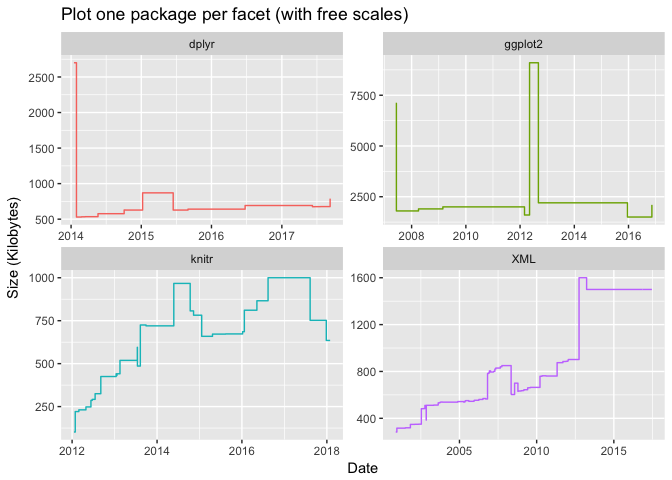 Plot one package per facet (with free scales)
dplyr
ggplot2
2500
2000
1500
1000
500
7500
5000
2500
2014 2015 2016 2017
2008 2010 2012 2014 2016
Size (Kilobytes)
knitr
XML
1000
750
500
250
1600
1200
800
400
2012 2014 2016 2018
2005 2010 2015
Date